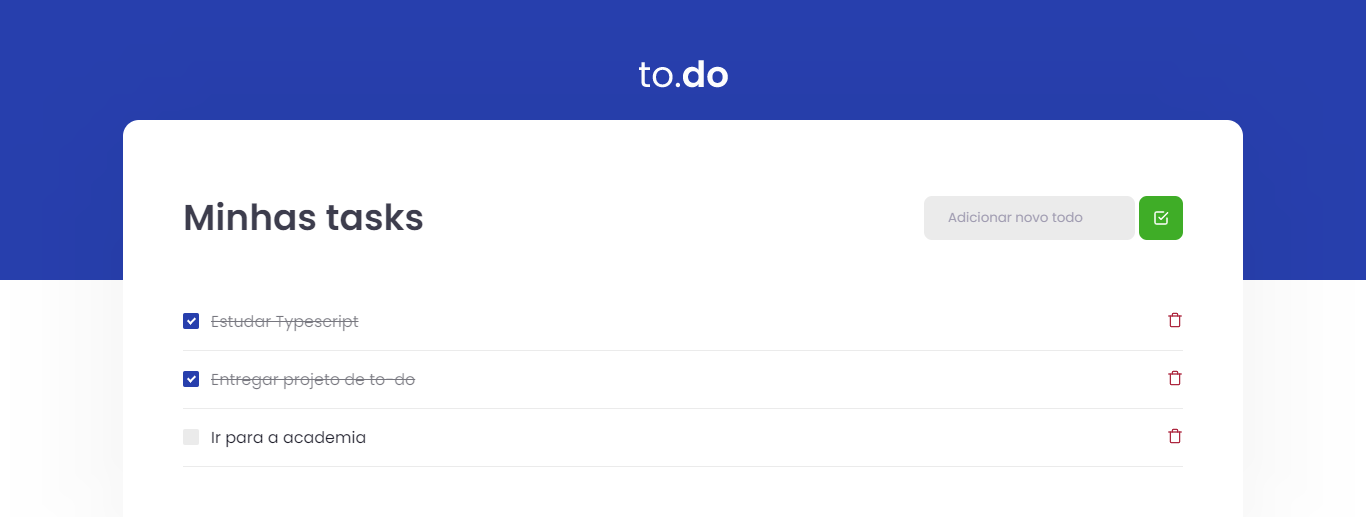 to.do
Minhas tasks
Adicionar novo todo
Estudar Typescript
Entregar projeto de to-do
Ir para a academia